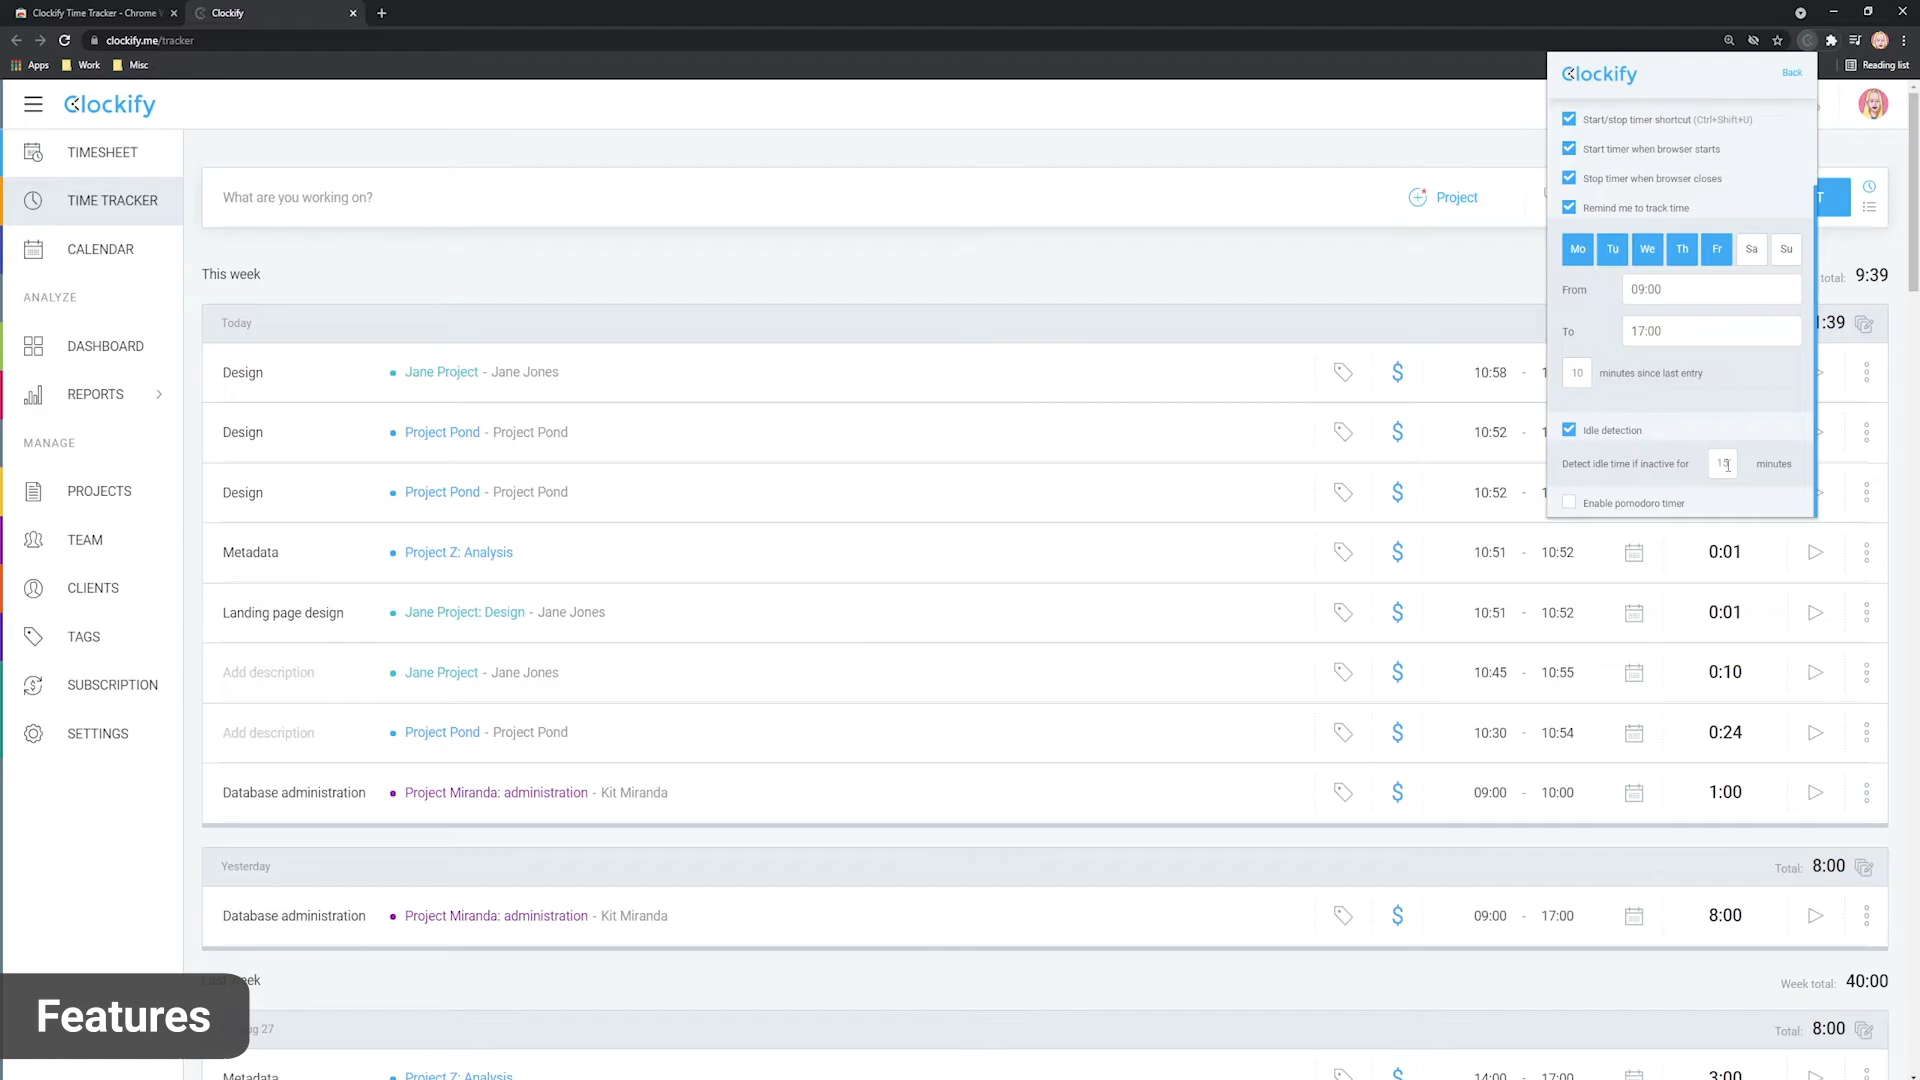 Clockify Time Tracker - Chrome
Clockify
clockify.me/tracker
Apps
Work
Misc
Reading list
Clockify
Clockify
Back
Start/stop timer shortcut (Ctrl+Shift+U)
Start timer when browser starts
Stop timer when browser closes
Remind me to track time
Mo Tu We Th Fr Sa Su
From 09:00
To 17:00
10 minutes since last entry
Idle detection
Detect idle time if inactive for 15 minutes
Enable pomodoro timer
TIMESHEET
TIME TRACKER
CALENDAR
ANALYZE
DASHBOARD
REPORTS
MANAGE
PROJECTS
TEAM
CLIENTS
TAGS
SUBSCRIPTION
SETTINGS
What are you working on? Project T
This week total: 9:39
Today :39
Design Jane Project - Jane Jones $ 10:58 - 1
Design Project Pond - Project Pond $ 10:52 - 1
Design Project Pond - Project Pond $ 10:52 - 1
Metadata Project Z: Analysis $ 10:51 - 10:52 0:01
Landing page design Jane Project: Design - Jane Jones $ 10:51 - 10:52 0:01
Add description Jane Project - Jane Jones $ 10:45 - 10:55 0:10
Add description Project Pond - Project Pond $ 10:30 - 10:54 0:24
Database administration Project Miranda: administration - Kit Miranda $ 09:00 - 10:00 1:00
Yesterday Total: 8:00
Database administration Project Miranda: administration - Kit Miranda $ 09:00 - 17:00 8:00
Last week Week total: 40:00
ug 27 Total: 8:00
Metadata Project Z: Analysis $ 14:00 - 17:00 3:00
Features